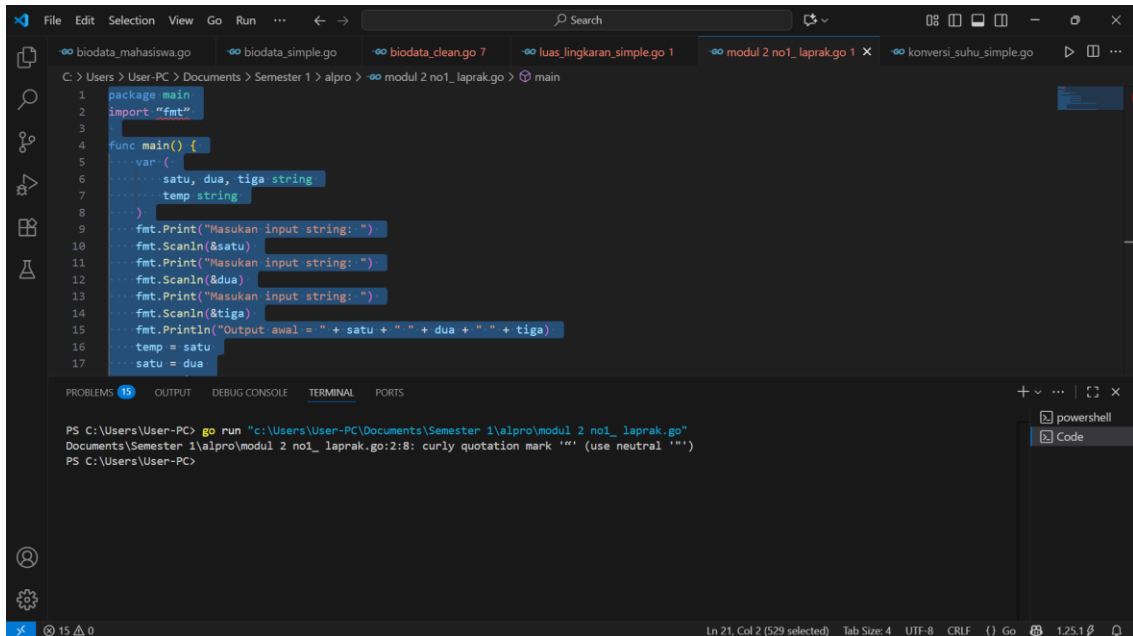 File Edit Selection View Go Run ··· ← → Search
biodata_mahasiswa.go biodata_simple.go biodata_clean.go 7 luas_lingkaran_simple.go 1 modul 2 no1_ laprak.go 1 konversi_suhu_simple.go
C: > Users > User-PC > Documents > Semester 1 > alpro > modul 2 no1_ laprak.go > main
1 package main
2 import “fmt”
3
4 func main() {
5 var (
6 satu, dua, tiga string
7 temp string
8 )
9 fmt.Print("Masukan input string: ")
10 fmt.Scanln(&satu)
11 fmt.Print("Masukan input string: ")
12 fmt.Scanln(&dua)
13 fmt.Print("Masukan input string: ")
14 fmt.Scanln(&tiga)
15 fmt.Println("Output awal = " + satu + " " + dua + " " + tiga)
16 temp = satu
17 satu = dua
PROBLEMS 15 OUTPUT DEBUG CONSOLE TERMINAL PORTS
PS C:\Users\User-PC> go run "c:\Users\User-PC\Documents\Semester 1\alpro\modul 2 no1_ laprak.go"
Documents\Semester 1\alpro\modul 2 no1_ laprak.go:2:8: curly quotation mark '“' (use neutral '"')
PS C:\Users\User-PC>
powershell
Code
15 0 Ln 21, Col 2 (529 selected) Tab Size: 4 UTF-8 CRLF {} Go 1.25.1